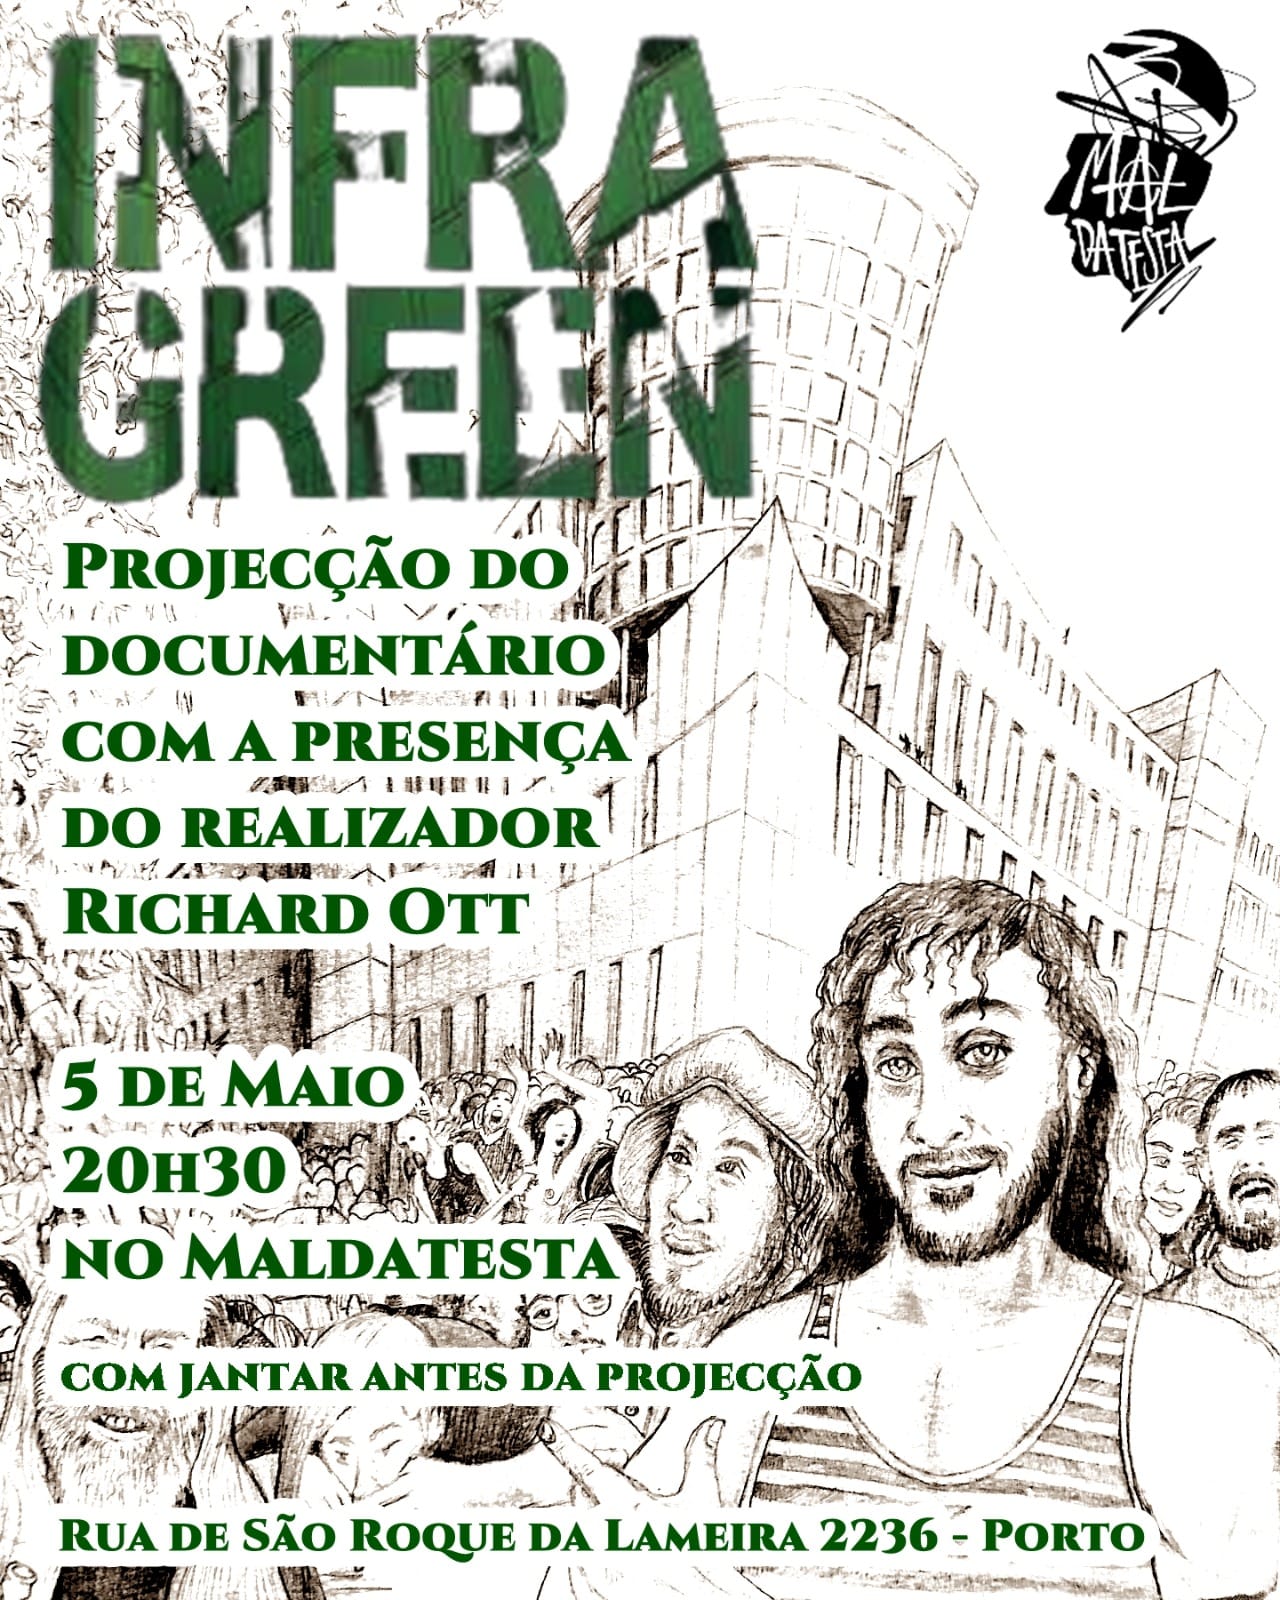 INFRA
GREEN
MAL
DATESTA
Projecção do
documentário
com a presença
do realizador
Richard Ott
5 de Maio
20h30
no Maldatesta
com jantar antes da projecção
Rua de São Roque da Lameira 2236 - Porto